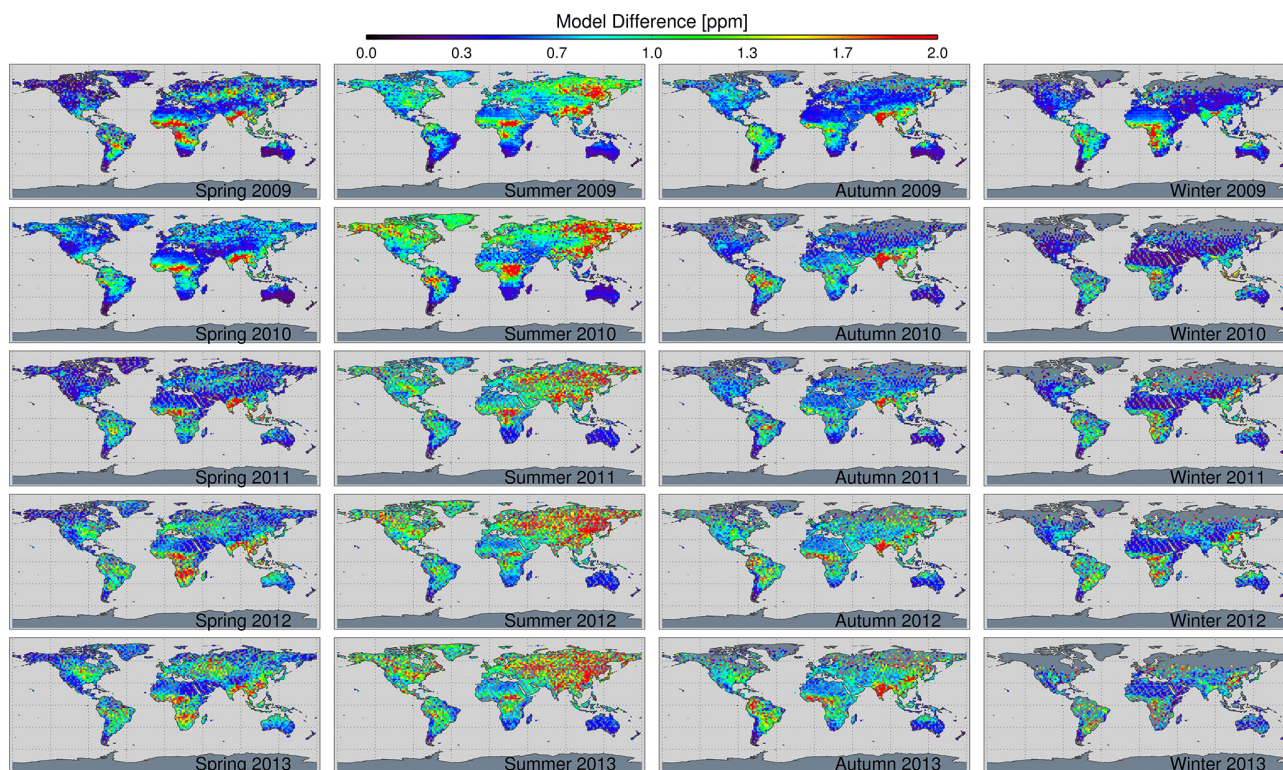 Model Difference [ppm]
0.0 0.3 0.7 1.0 1.3 1.7 2.0
Spring 2009 Summer 2009 Autumn 2009 Winter 2009
Spring 2010 Summer 2010 Autumn 2010 Winter 2010
Spring 2011 Summer 2011 Autumn 2011 Winter 2011
Spring 2012 Summer 2012 Autumn 2012 Winter 2012
Spring 2013 Summer 2013 Autumn 2013 Winter 2013